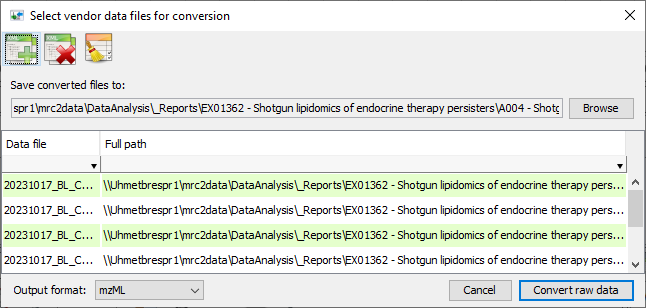 Select vendor data files for conversion
Save converted files to:
spr1\mrc2data\DataAnalysis\_Reports\EX01362 - Shotgun lipidomics of endocrine therapy persisters\A004 - Shotg
Browse
Data file Full path
20231017_BL_C... \\Uhmetbrespr1\mrc2data\DataAnalysis\_Reports\EX01362 - Shotgun lipidomics of endocrine therapy pers...
20231017_BL_C... \\Uhmetbrespr1\mrc2data\DataAnalysis\_Reports\EX01362 - Shotgun lipidomics of endocrine therapy pers...
20231017_BL_C... \\Uhmetbrespr1\mrc2data\DataAnalysis\_Reports\EX01362 - Shotgun lipidomics of endocrine therapy pers...
20231017_BL_C... \\Uhmetbrespr1\mrc2data\DataAnalysis\_Reports\EX01362 - Shotgun lipidomics of endocrine therapy pers...
Output format: mzML Cancel Convert raw data